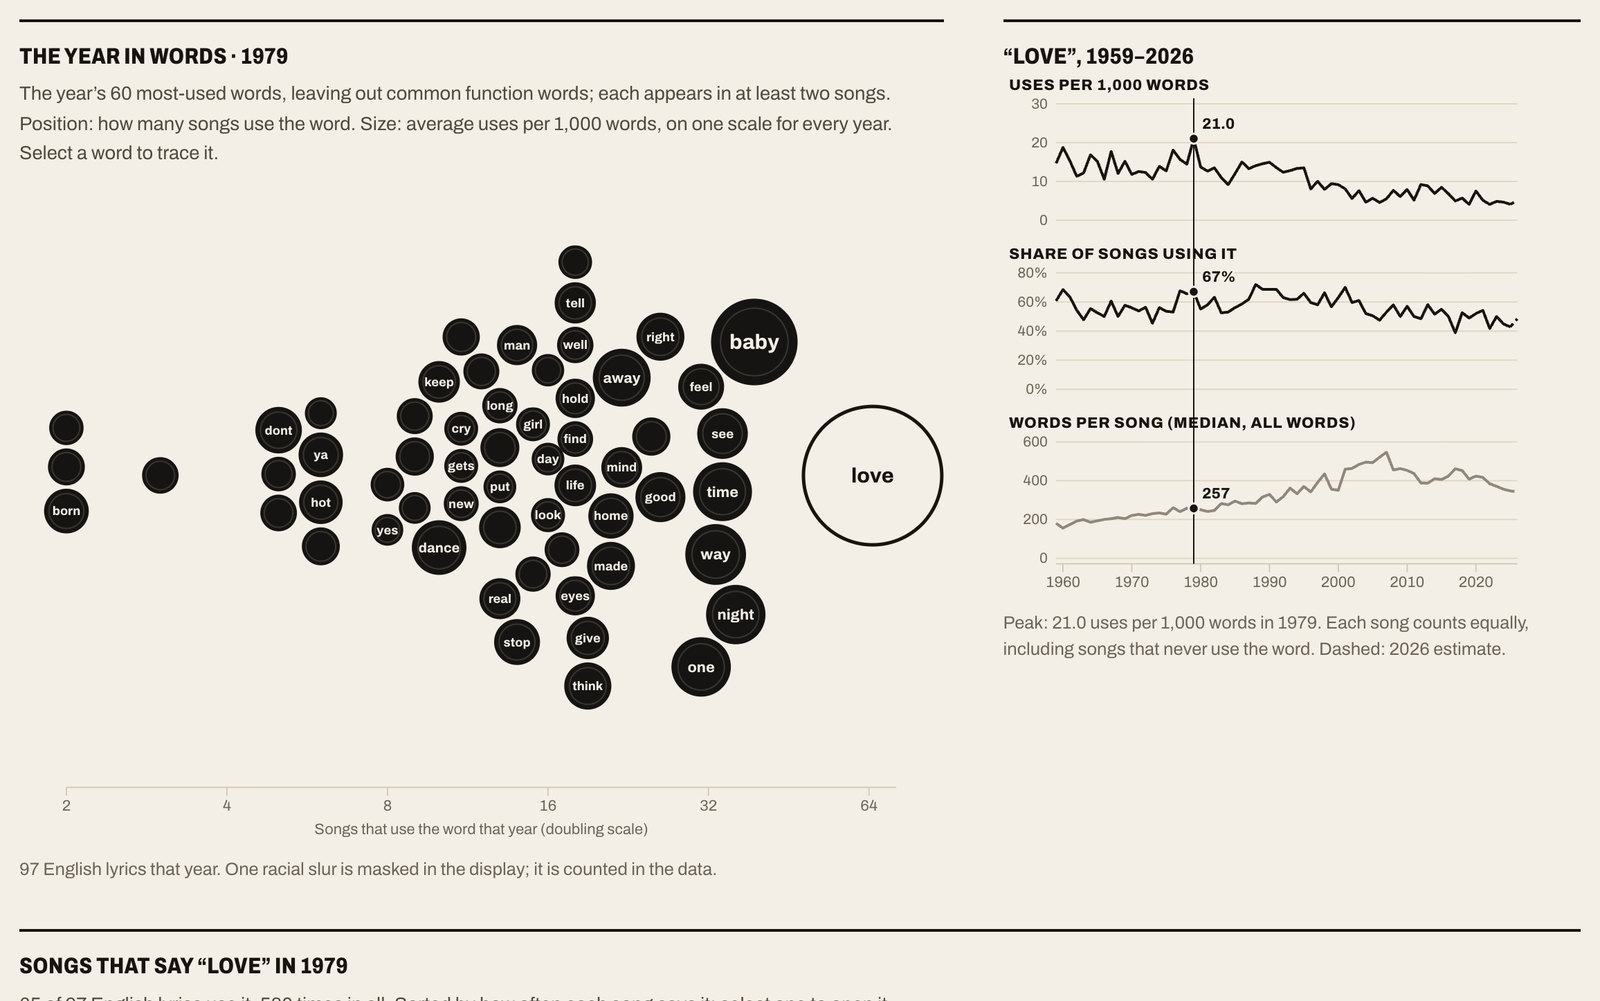 THE YEAR IN WORDS · 1979
The year’s 60 most-used words, leaving out common function words; each appears in at least two songs.
Position: how many songs use the word. Size: average uses per 1,000 words, on one scale for every year.
Select a word to trace it.
tell
right
baby
man
well
away
keep
feel
hold
long
girl
dont
cry
find
see
ya
day
gets
mind
love
put
life
time
good
hot
new
born
look
home
yes
dance
way
made
real
eyes
night
stop
give
one
think
2 4 8 16 32 64
Songs that use the word that year (doubling scale)
97 English lyrics that year. One racial slur is masked in the display; it is counted in the data.
“LOVE”, 1959–2026
USES PER 1,000 WORDS
30
21.0
20
10
0
SHARE OF SONGS USING IT
80%
67%
60%
40%
20%
0%
WORDS PER SONG (MEDIAN, ALL WORDS)
600
400
257
200
0
1960 1970 1980 1990 2000 2010 2020
Peak: 21.0 uses per 1,000 words in 1979. Each song counts equally,
including songs that never use the word. Dashed: 2026 estimate.
SONGS THAT SAY “LOVE” IN 1979